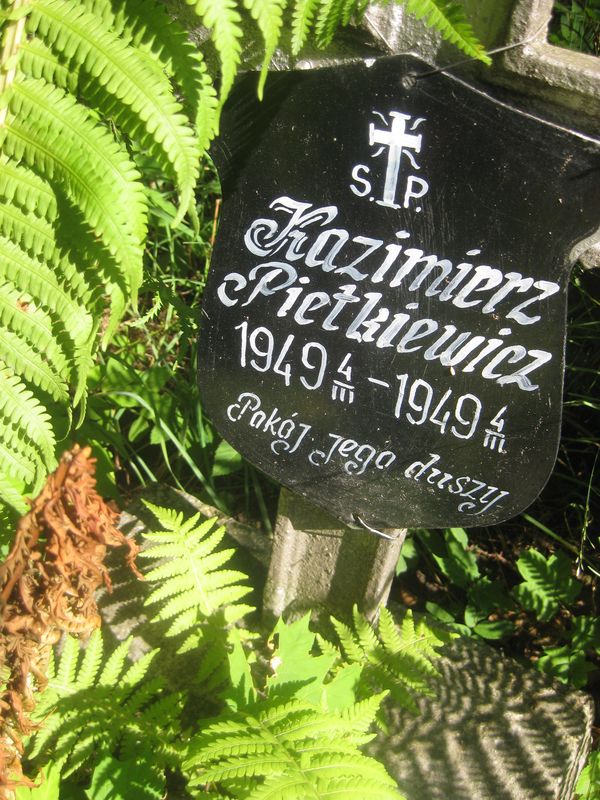 S. P.
Kazimierz
Pietkiewicz
1949 4/III – 1949 4/III
Pokój jego duszy.